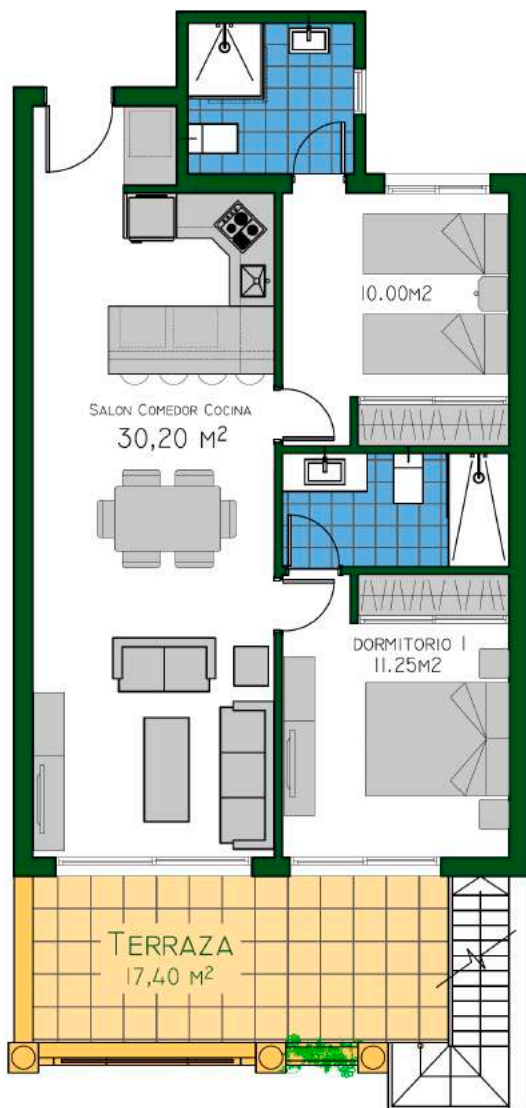 10.00M2
SALON COMEDOR COCINA
30,20 M²
DORMITORIO 1
11.25M2
TERRAZA
17,40 M²